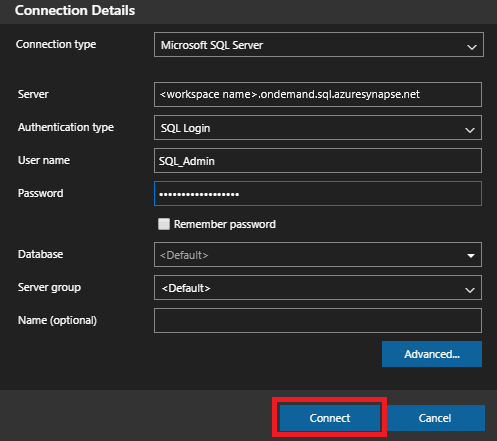 Connection Details
Connection type Microsoft SQL Server
Server <workspace name>.ondemand.sql.azuresynapse.net
Authentication type SQL Login
User name SQL_Admin
Password •••••••••••••••••
Remember password
Database <Default>
Server group <Default>
Name (optional)
Advanced...
Connect Cancel